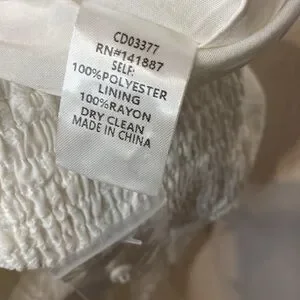 CD03377
RN#141887
SELF
100%POLYESTER
LINING
100%RAYON
DRY CLEAN
MADE IN CHINA